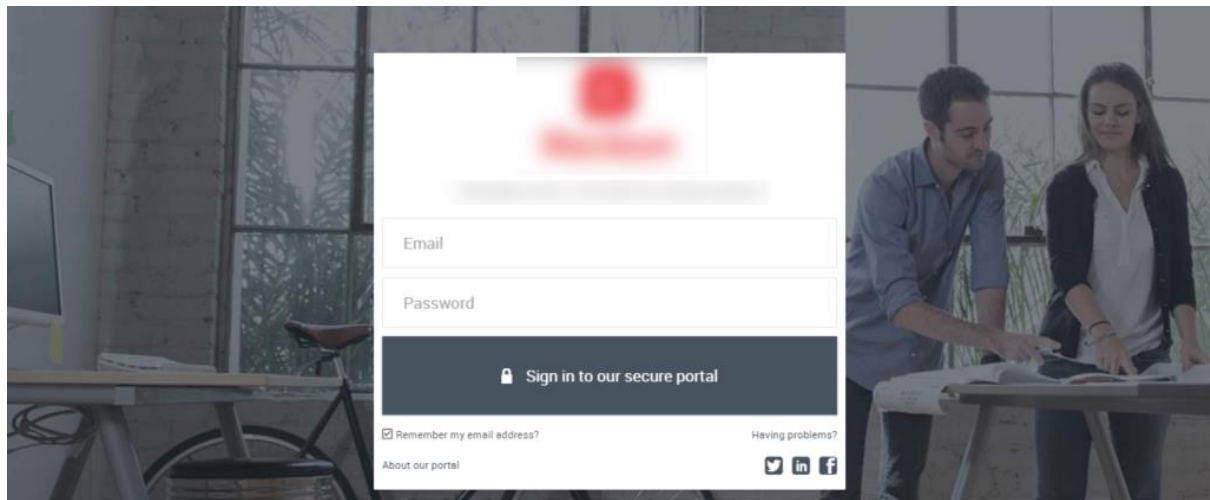 Email
Password
Sign in to our secure portal
Remember my email address?
Having problems?
About our portal